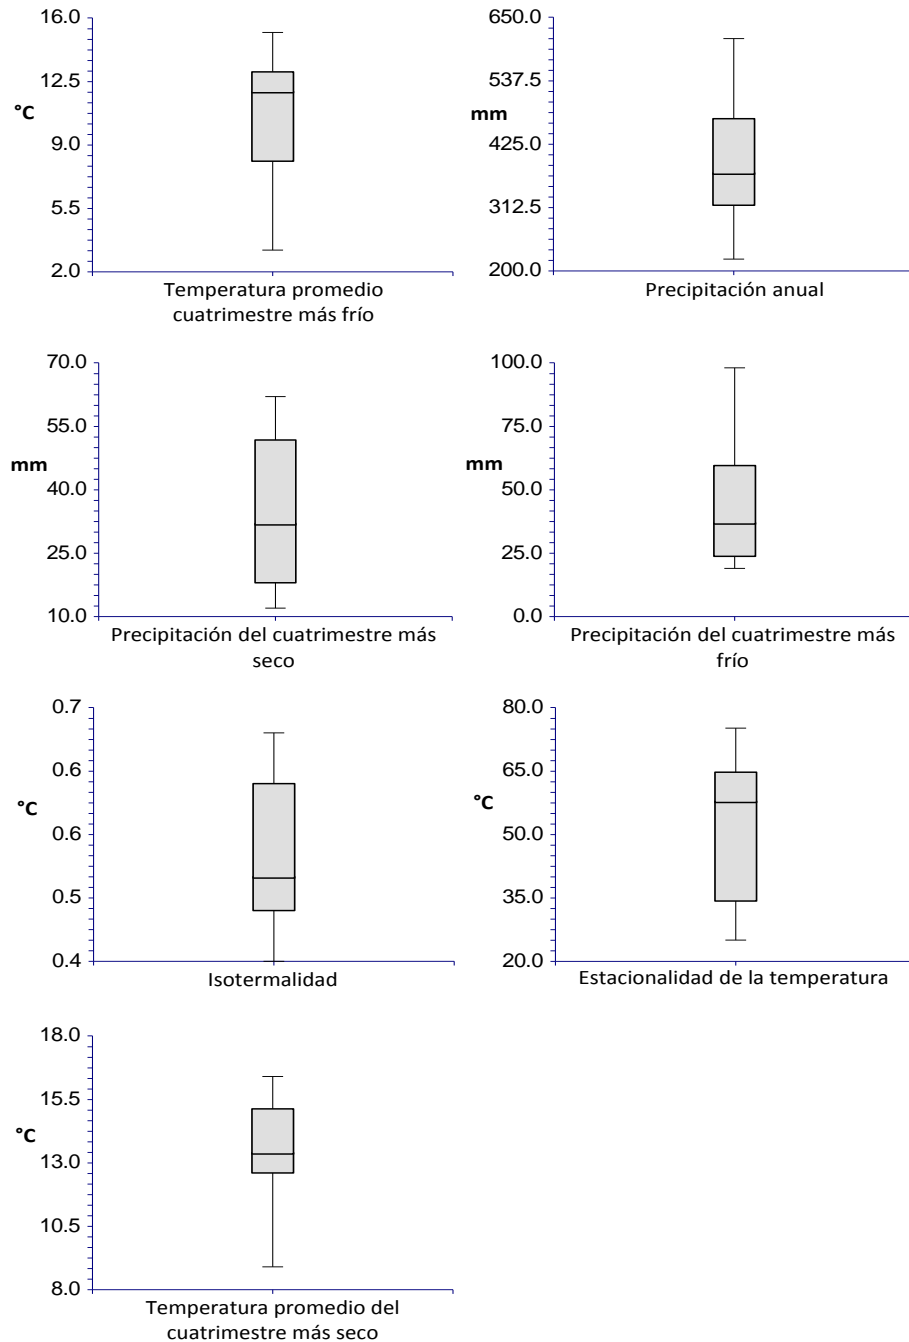 16.0
12.5
°C
9.0
5.5
2.0
Temperatura promedio
cuatrimestre más frío
650.0
537.5
mm
425.0
312.5
200.0
Precipitación anual
70.0
55.0
mm
40.0
25.0
10.0
Precipitación del cuatrimestre más
seco
100.0
75.0
mm
50.0
25.0
0.0
Precipitación del cuatrimestre más
frío
0.7
0.6
°C
0.6
0.5
0.4
Isotermalidad
80.0
65.0
°C
50.0
35.0
20.0
Estacionalidad de la temperatura
18.0
15.5
°C
13.0
10.5
8.0
Temperatura promedio del
cuatrimestre más seco